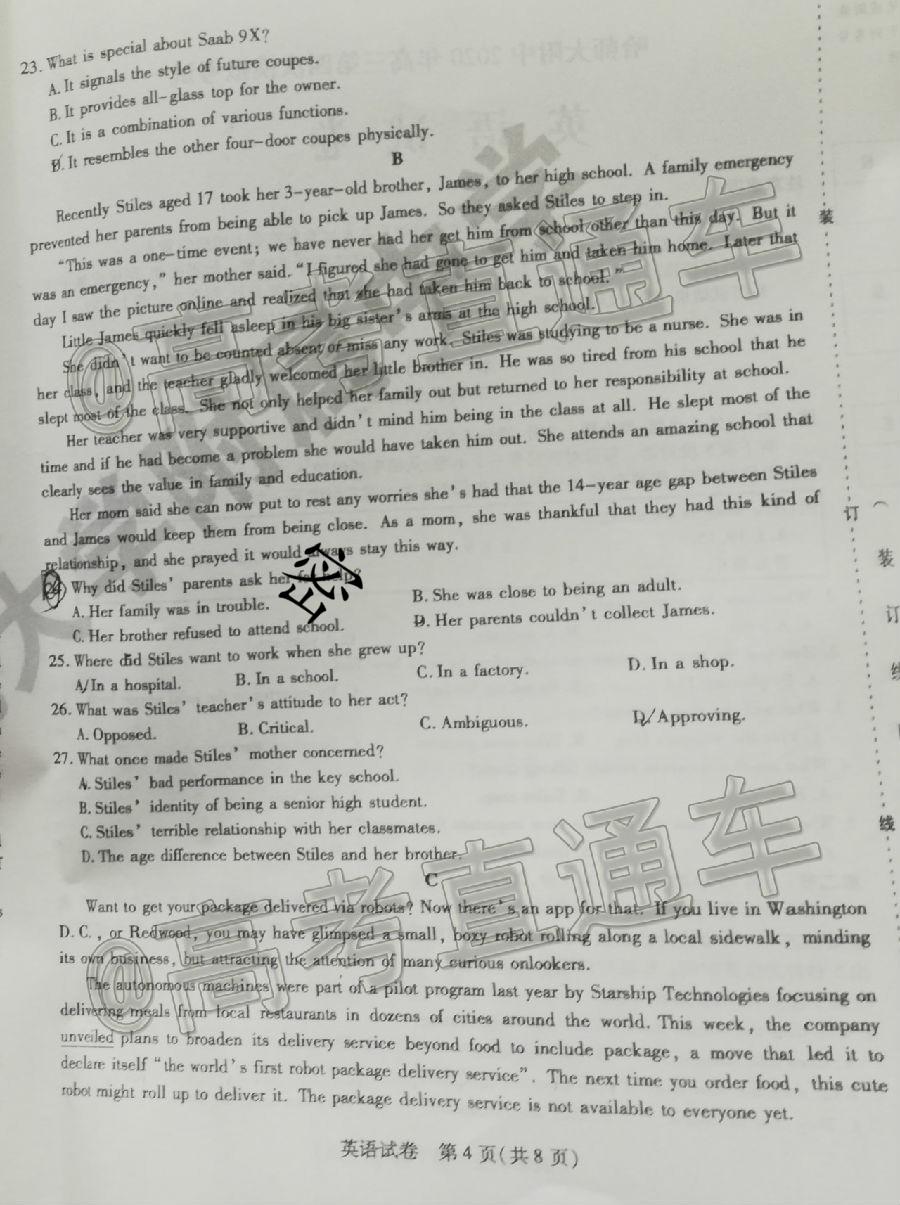 23. What is special about Saab 9X?
A. It signals the style of future coupes.
B. It provides all-glass top for the owner.
C. It is a combination of various functions.
D. It resembles the other four-door coupes physically.
B
Recently Stiles aged 17 took her 3-year-old brother, James, to her high school. A family emergency
prevented her parents from being able to pick up James. So they asked Stiles to step in.
“This was a one-time event; we have never had her get him from school other than this day. But it
was an emergency,” her mother said. “I figured she had gone to get him and taken him home. Later that
day I saw the picture online and realized that she had taken him back to school.”
Little James quickly fell asleep in his big sister’s arms at the high school.
She didn’t want to be counted absent or miss any work. Stiles was studying to be a nurse. She was in
her class, and the teacher gladly welcomed her little brother in. He was so tired from his school that he
slept most of the class. She not only helped her family out but returned to her responsibility at school.
Her teacher was very supportive and didn’t mind him being in the class at all. He slept most of the
time and if he had become a problem she would have taken him out. She attends an amazing school that
clearly sees the value in family and education.
Her mom said she can now put to rest any worries she’s had that the 14-year age gap between Stiles
and James would keep them from being close. As a mom, she was thankful that they had this kind of
relationship, and she prayed it would always stay this way.
24. Why did Stiles’ parents ask her for help?
A. Her family was in trouble.
B. She was close to being an adult.
C. Her brother refused to attend school.
D. Her parents couldn’t collect James.
25. Where did Stiles want to work when she grew up?
A. In a hospital. B. In a school. C. In a factory. D. In a shop.
26. What was Stiles’ teacher’s attitude to her act?
A. Opposed. B. Critical. C. Ambiguous. D. Approving.
27. What once made Stiles’ mother concerned?
A. Stiles’ bad performance in the key school.
B. Stiles’ identity of being a senior high student.
C. Stiles’ terrible relationship with her classmates.
D. The age difference between Stiles and her brother.
C
Want to get your package delivered via robots? Now there’s an app for that. If you live in Washington
D. C., or Redwood, you may have glimpsed a small, boxy robot rolling along a local sidewalk, minding
its own business, but attracting the attention of many curious onlookers.
The autonomous machines were part of a pilot program last year by Starship Technologies focusing on
delivering meals from local restaurants in dozens of cities around the world. This week, the company
unveiled plans to broaden its delivery service beyond food to include package, a move that led it to
declare itself “the world’s first robot package delivery service”. The next time you order food, this cute
robot might roll up to deliver it. The package delivery service is not available to everyone yet.
英语试卷 第4页(共8页)
装
订
线
装
订
线
密
@高考直通车
@高考直通车